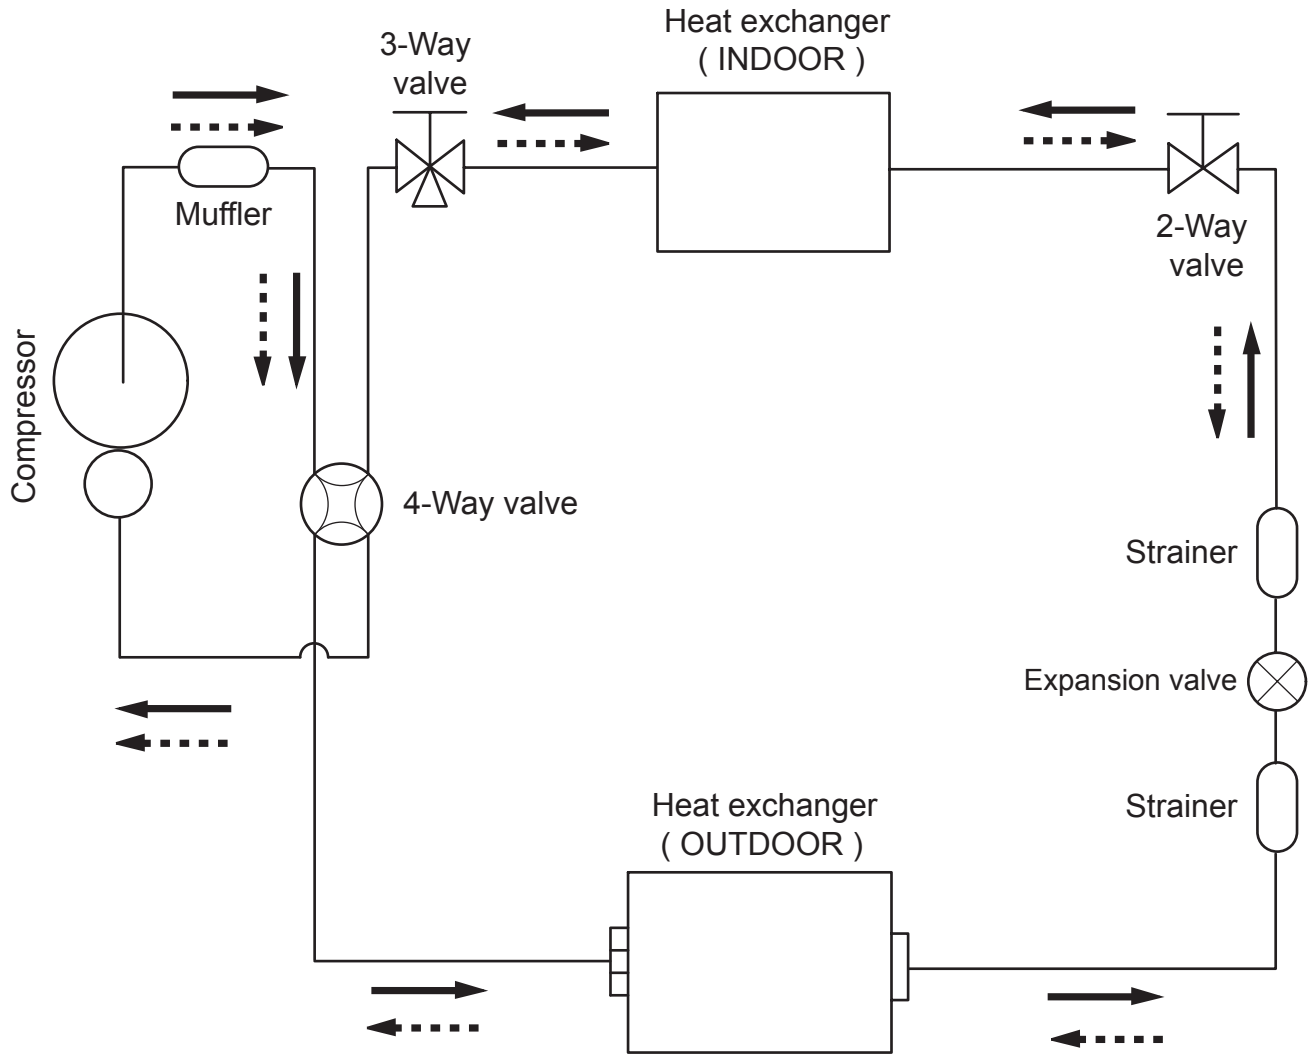 Heat exchanger
( INDOOR )
3-Way
valve
Muffler
2-Way
valve
Compressor
4-Way valve
Strainer
Expansion valve
Strainer
Heat exchanger
( OUTDOOR )